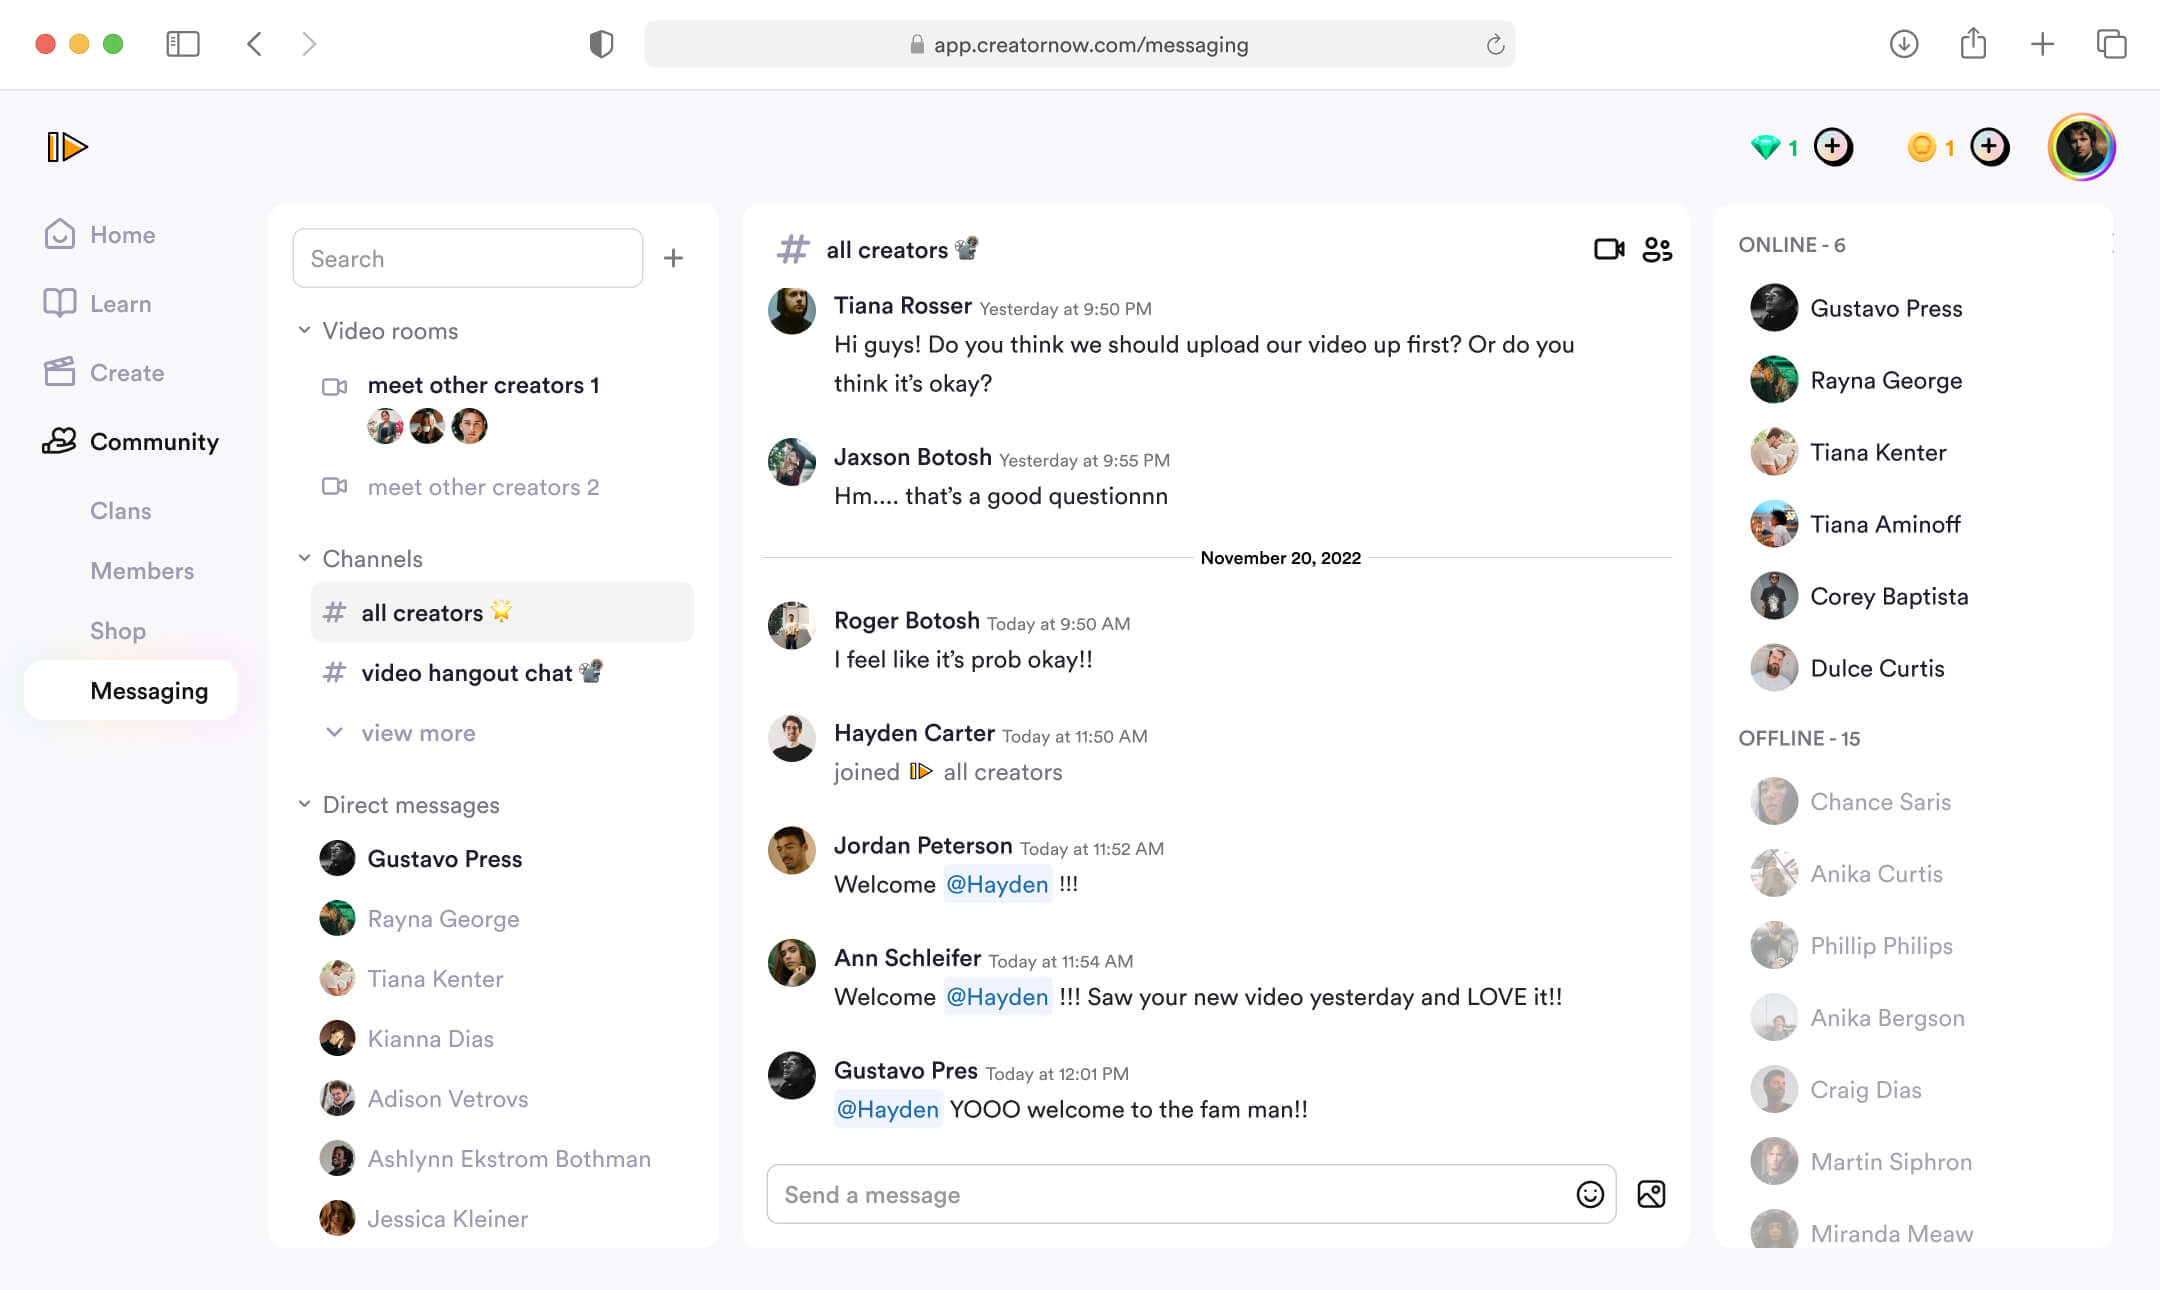 app.creatornow.com/messaging
1
1
Home
Learn
Create
Community
Clans
Members
Shop
Messaging
Search
Video rooms
meet other creators 1
meet other creators 2
Channels
all creators 🌟
video hangout chat 📽
view more
Direct messages
Gustavo Press
Rayna George
Tiana Kenter
Kianna Dias
Adison Vetrovs
Ashlynn Ekstrom Bothman
Jessica Kleiner
# all creators 📽
Tiana Rosser Yesterday at 9:50 PM
Hi guys! Do you think we should upload our video up first? Or do you
think it’s okay?
Jaxson Botosh Yesterday at 9:55 PM
Hm.... that’s a good questionnn
November 20, 2022
Roger Botosh Today at 9:50 AM
I feel like it’s prob okay!!
Hayden Carter Today at 11:50 AM
joined all creators
Jordan Peterson Today at 11:52 AM
Welcome @Hayden !!!
Ann Schleifer Today at 11:54 AM
Welcome @Hayden !!! Saw your new video yesterday and LOVE it!!
Gustavo Pres Today at 12:01 PM
@Hayden YOOO welcome to the fam man!!
Send a message
ONLINE - 6
Gustavo Press
Rayna George
Tiana Kenter
Tiana Aminoff
Corey Baptista
Dulce Curtis
OFFLINE - 15
Chance Saris
Anika Curtis
Phillip Philips
Anika Bergson
Craig Dias
Martin Siphron
Miranda Meaw